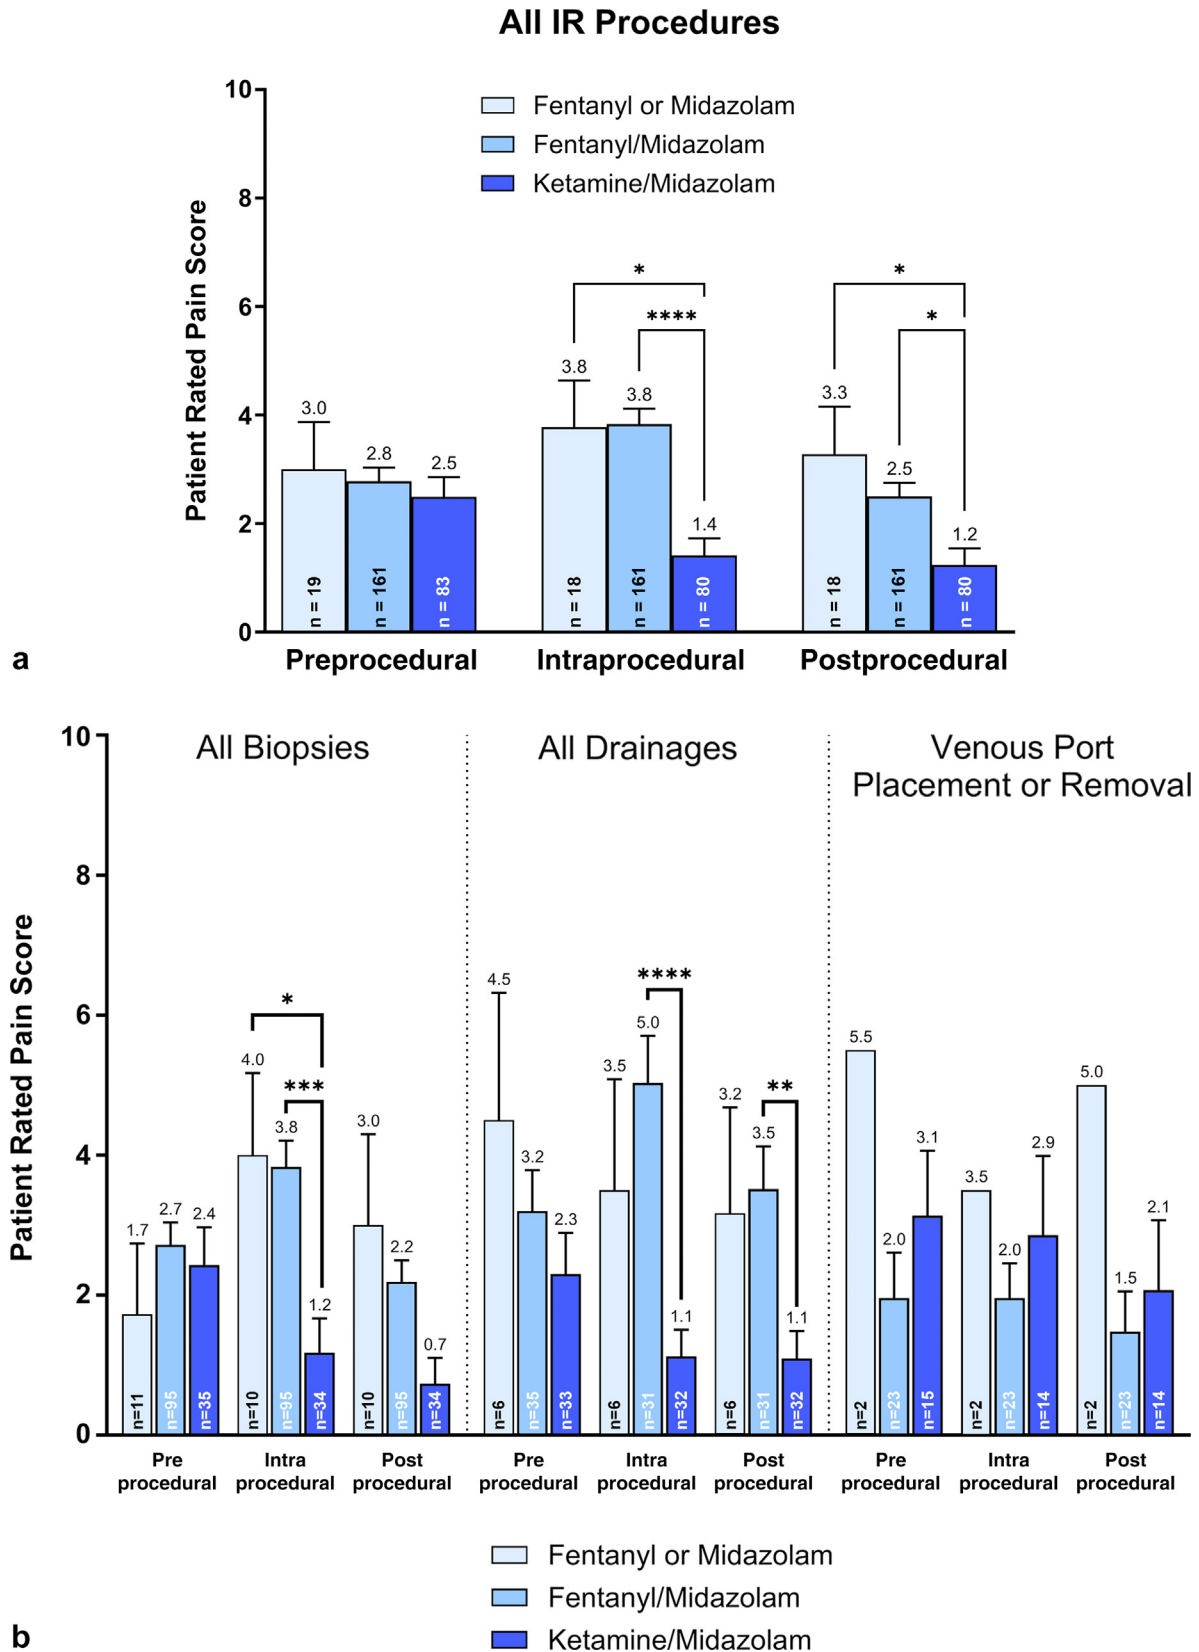 All IR Procedures
Fentanyl or Midazolam
Fentanyl/Midazolam
Ketamine/Midazolam
Patient Rated Pain Score
10
8
6
4
2
0
* **** * *
3.0 2.8 2.5 3.8 3.8 1.4 3.3 2.5 1.2
n = 19 n = 161 n = 83 n = 18 n = 161 n = 80 n = 18 n = 161 n = 80
Preprocedural Intraprocedural Postprocedural
a
All Biopsies All Drainages Venous Port
Placement or Removal
Patient Rated Pain Score
10
8
6
4
2
0
* *** **** **
1.7 2.7 2.4 4.0 3.8 1.2 3.0 2.2 0.7 4.5 3.2 2.3 3.5 5.0 1.1 3.2 3.5 1.1 5.5 2.0 3.1 3.5 2.0 2.9 5.0 1.5 2.1
n=11 n=95 n=35 n=10 n=95 n=34 n=10 n=95 n=34 n=6 n=35 n=33 n=6 n=31 n=32 n=6 n=31 n=32 n=2 n=23 n=15 n=2 n=23 n=14 n=2 n=23 n=14
Pre Intra Post Pre Intra Post Pre Intra Post
procedural procedural procedural procedural procedural procedural procedural procedural procedural
Fentanyl or Midazolam
Fentanyl/Midazolam
Ketamine/Midazolam
b